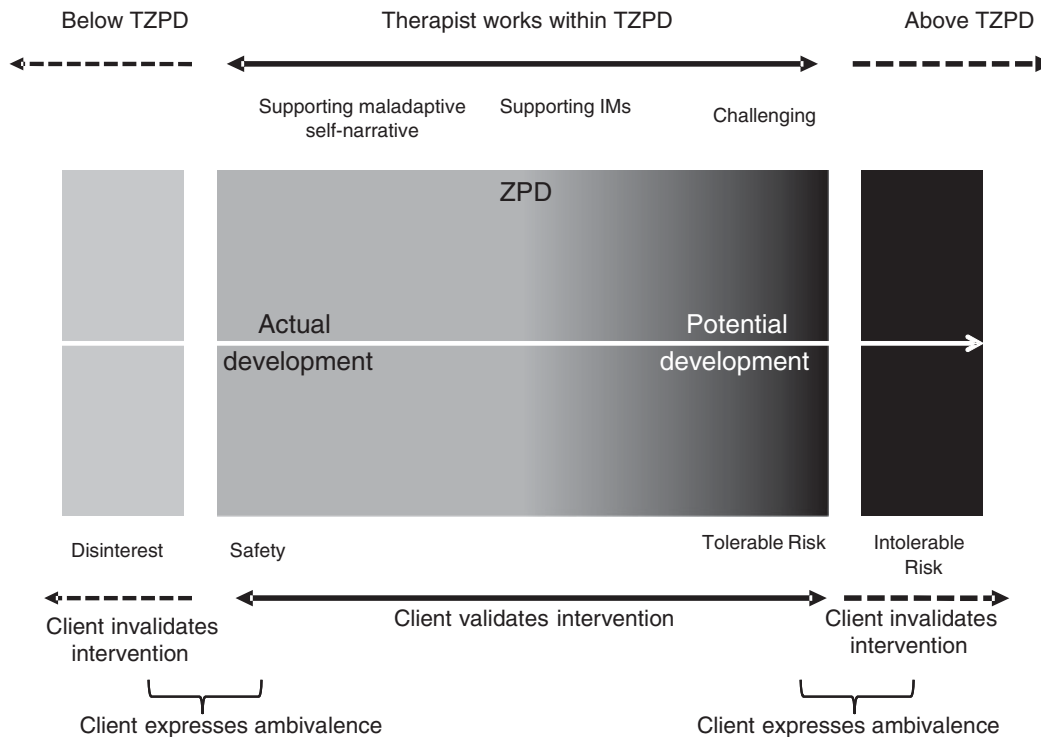 Below TZPD
Therapist works within TZPD
Above TZPD
Supporting maladaptive
self-narrative
Supporting IMs
Challenging
ZPD
Actual
development
Potential
development
Disinterest
Safety
Tolerable Risk
Intolerable
Risk
Client invalidates
intervention
Client validates intervention
Client invalidates
intervention
Client expresses ambivalence
Client expresses ambivalence